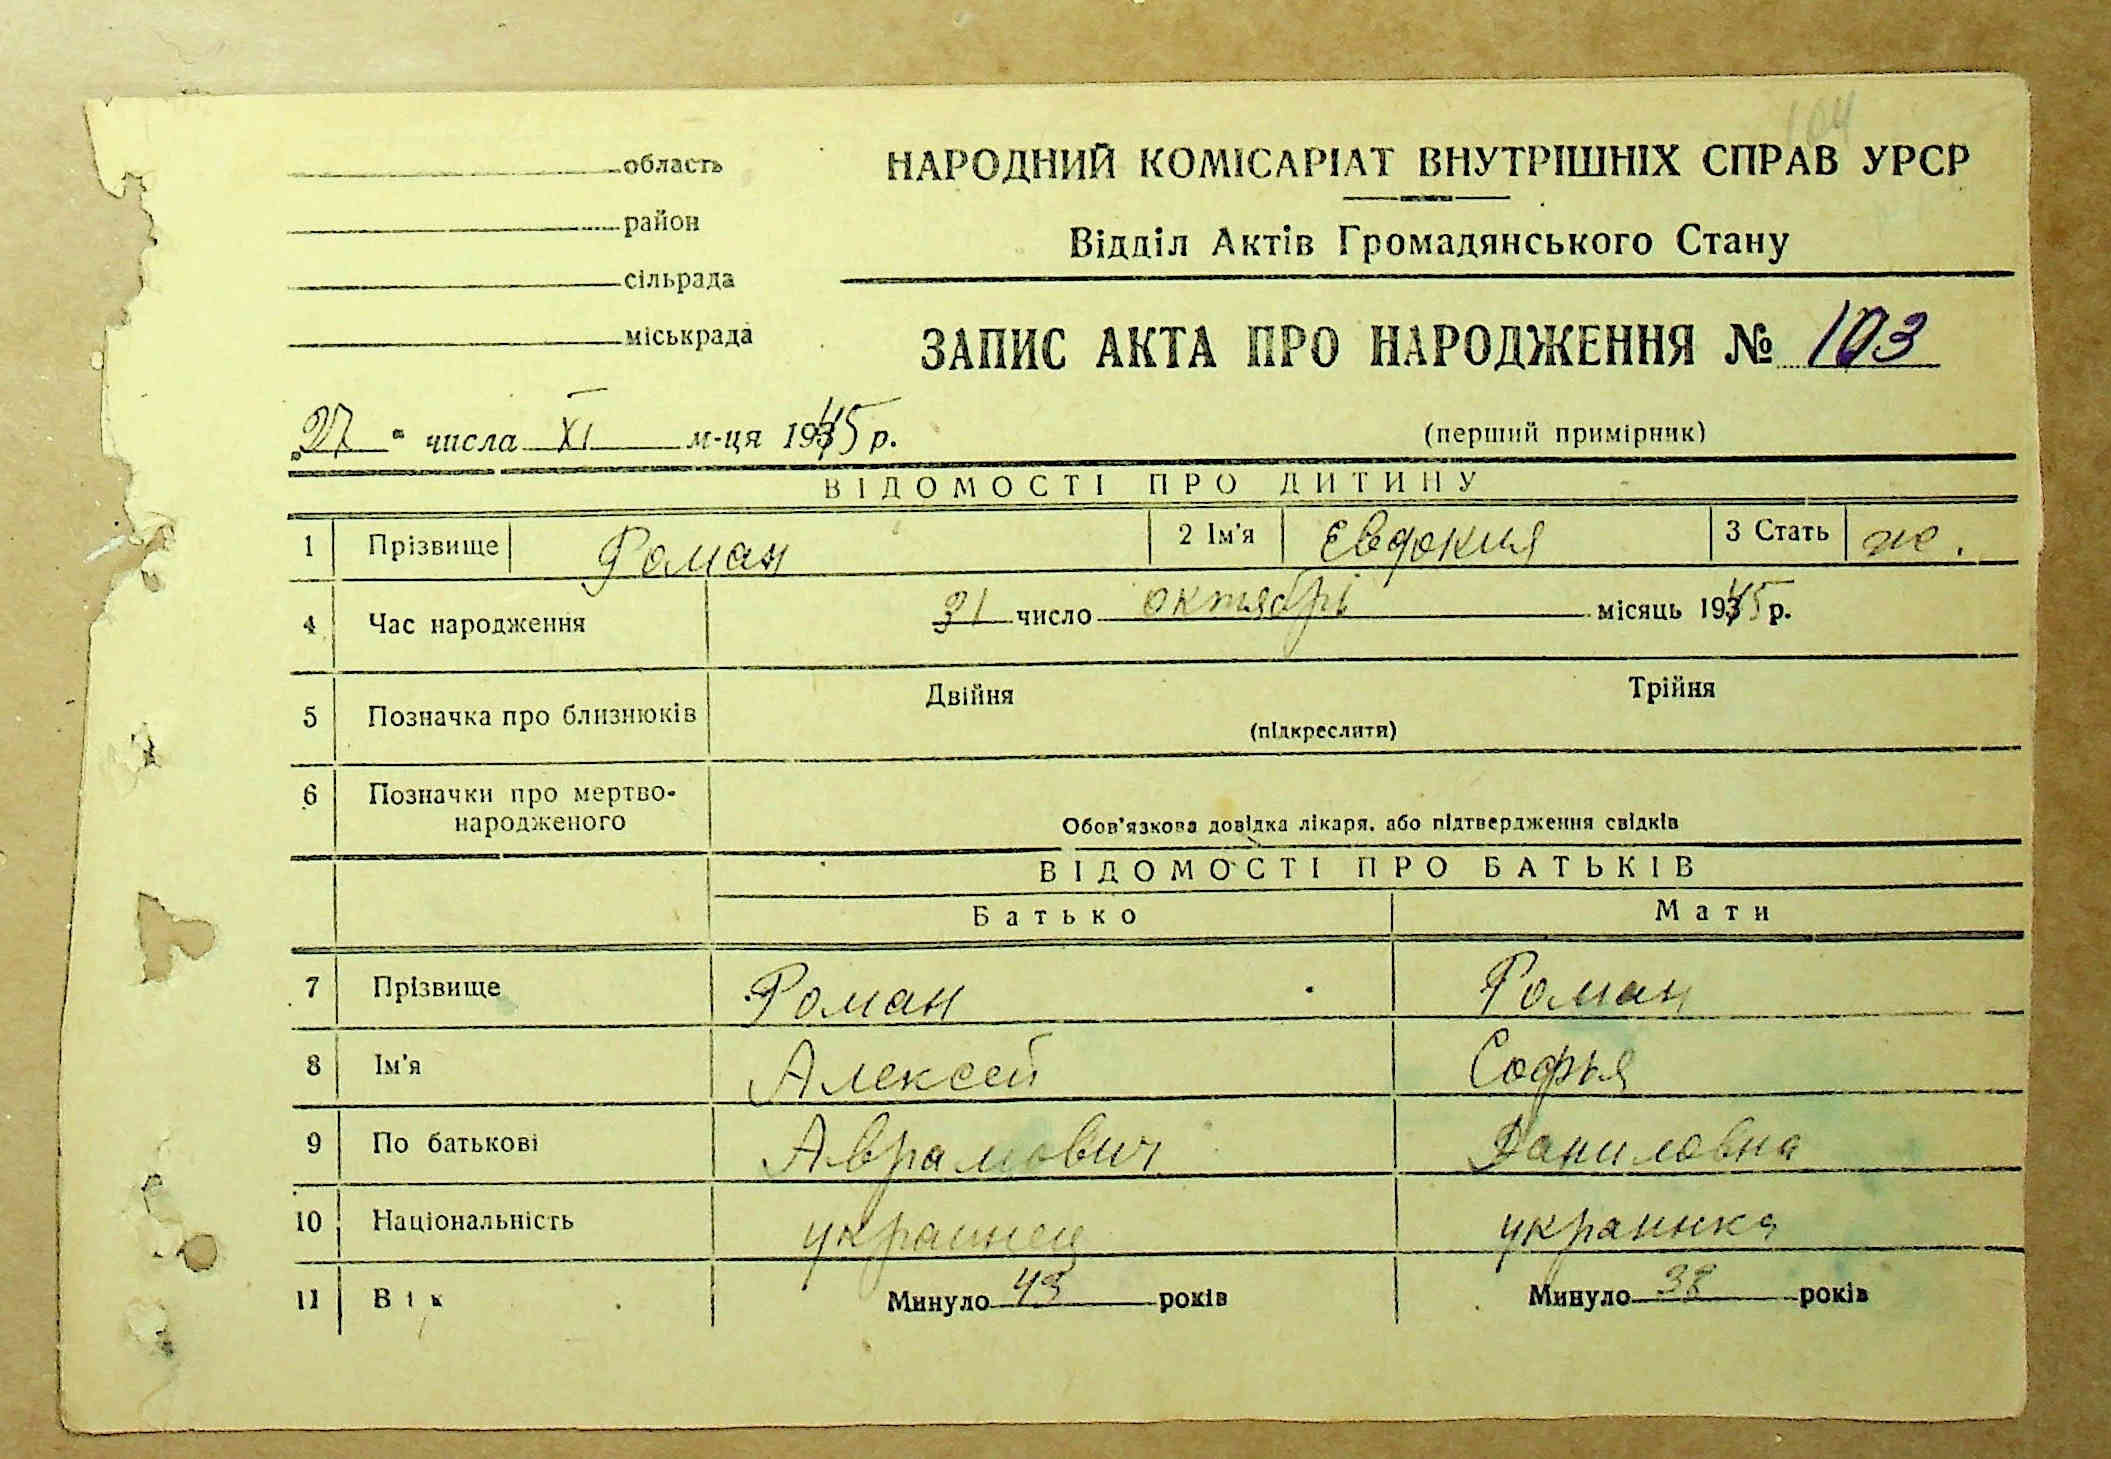 104
область
район
сільрада
міськрада
НАРОДНИЙ КОМІСАРІАТ ВНУТРІШНІХ СПРАВ УРСР
Відділ Актів Громадянського Стану
ЗАПИС АКТА ПРО НАРОДЖЕННЯ № 103
„27" числа XI м-ця 1945 р.
(перший примірник)
ВІДОМОСТІ ПРО ДИТИНУ
1 Прізвище Роман 2 Ім'я Евдокия 3 Стать ж.
4 Час народження 31 число октябрі місяць 1945 р.
5 Позначка про близнюків Двійня Трійня
(підкреслити)
6 Позначки про мертво-
народженого Обов'язкова довідка лікаря, або підтвердження свідків
ВІДОМОСТІ ПРО БАТЬКІВ
Батько Мати
7 Прізвище Роман Роман
8 Ім'я Алексей Софья
9 По батькові Аврамович Даниловна
10 Національність украинец украинка
11 Вік Минуло 43 років Минуло 38 років